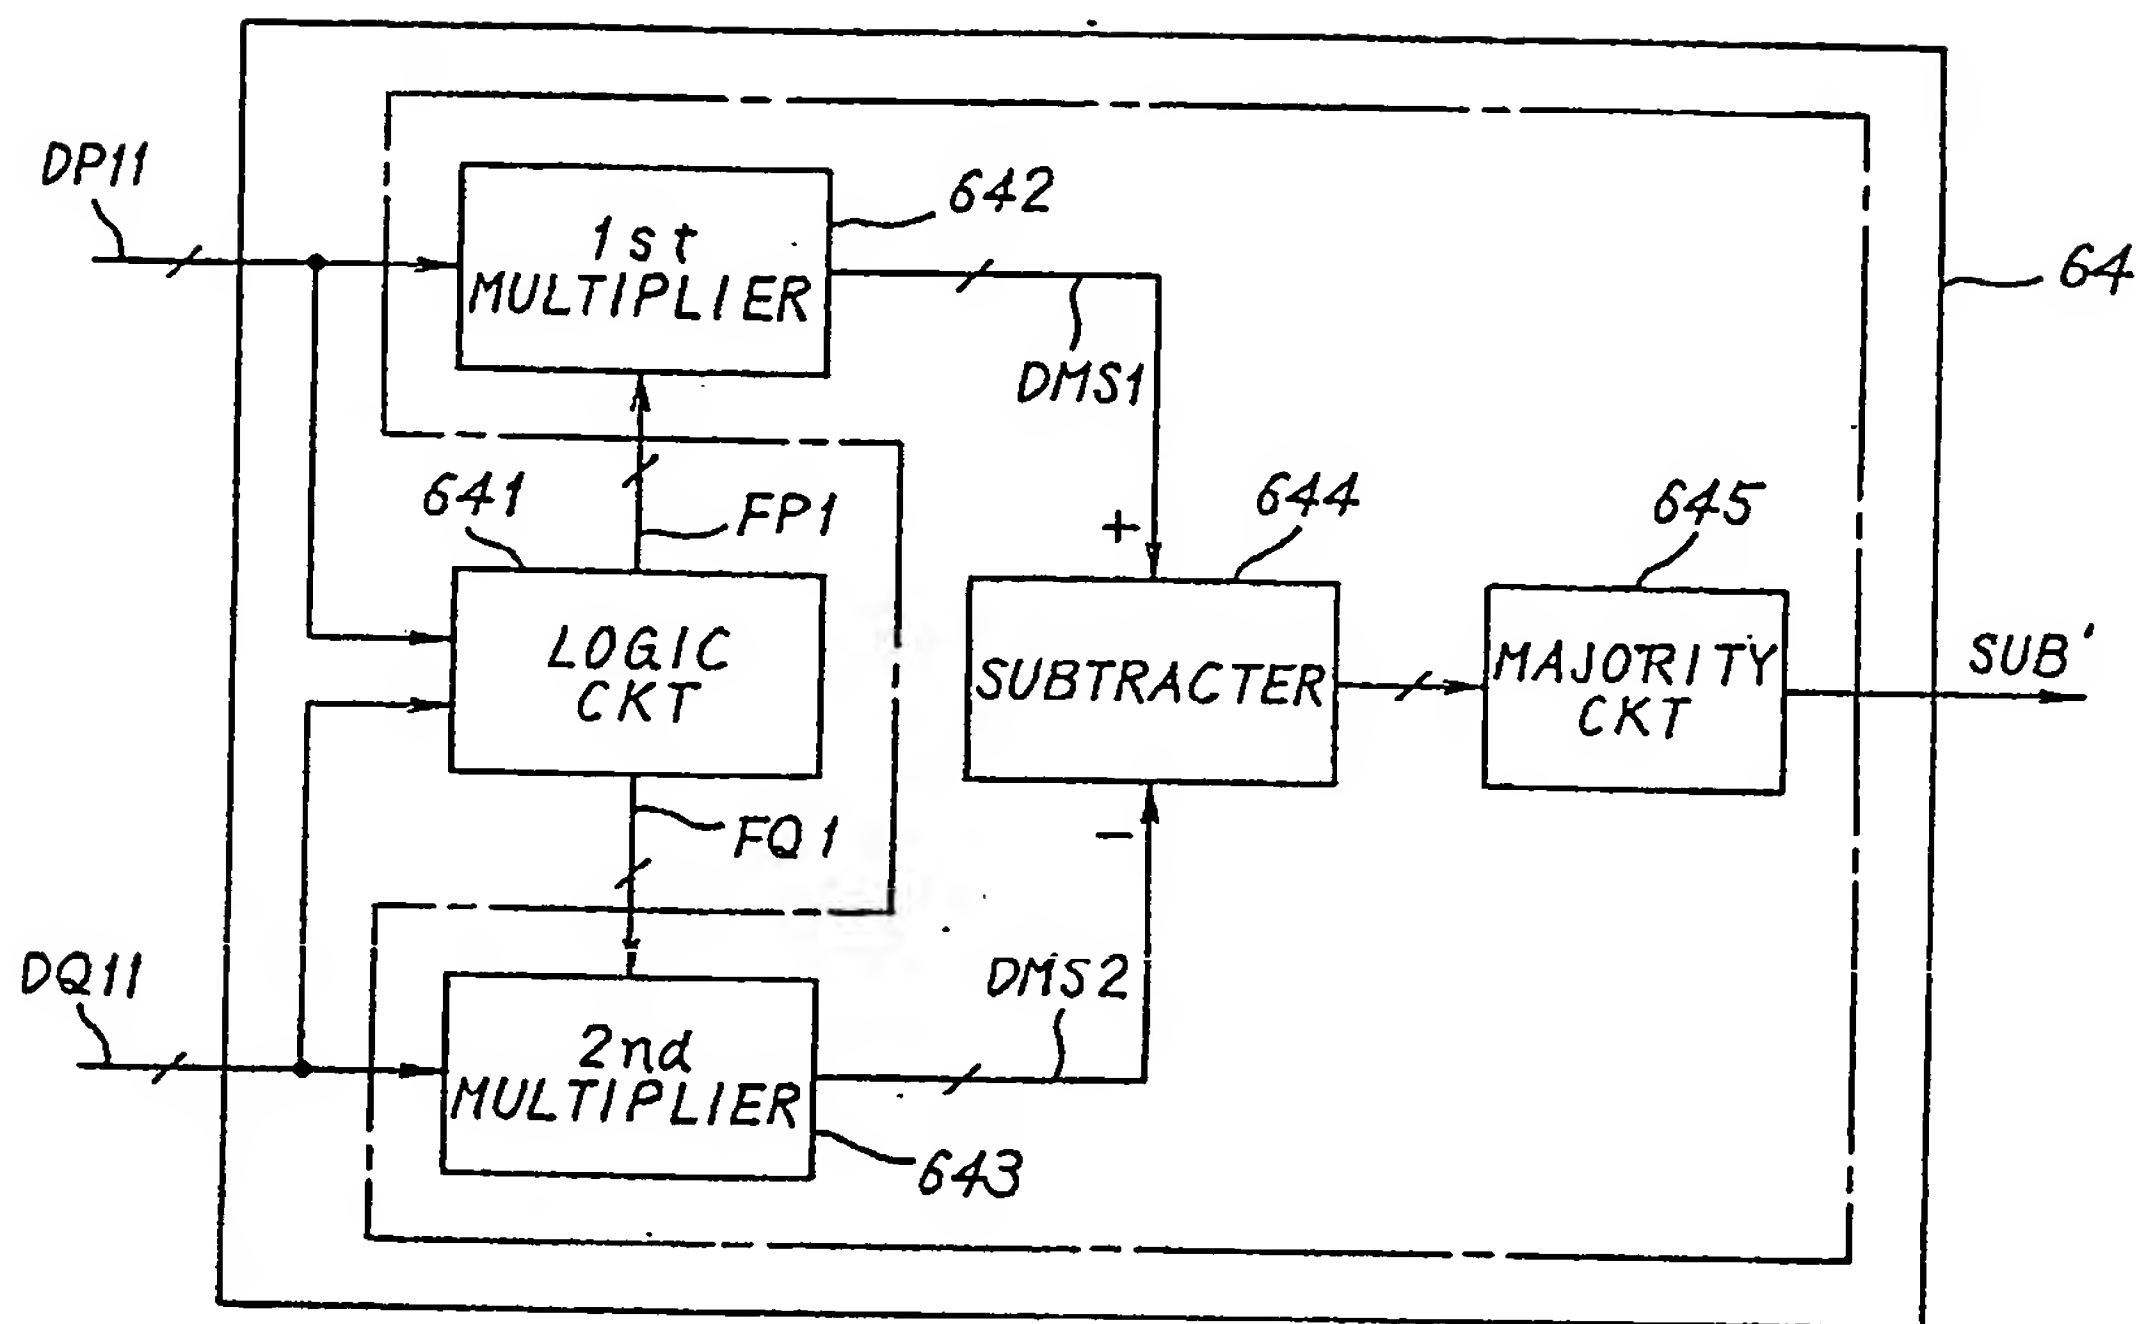 DP11
1st
MULTIPLIER
642
64
DMS1
641
FP1
+
644
645
LOGIC
CKT
SUBTRACTER
MAJORITY
CKT
SUB'
FQ1
−
DQ11
2nd
MULTIPLIER
DMS2
643